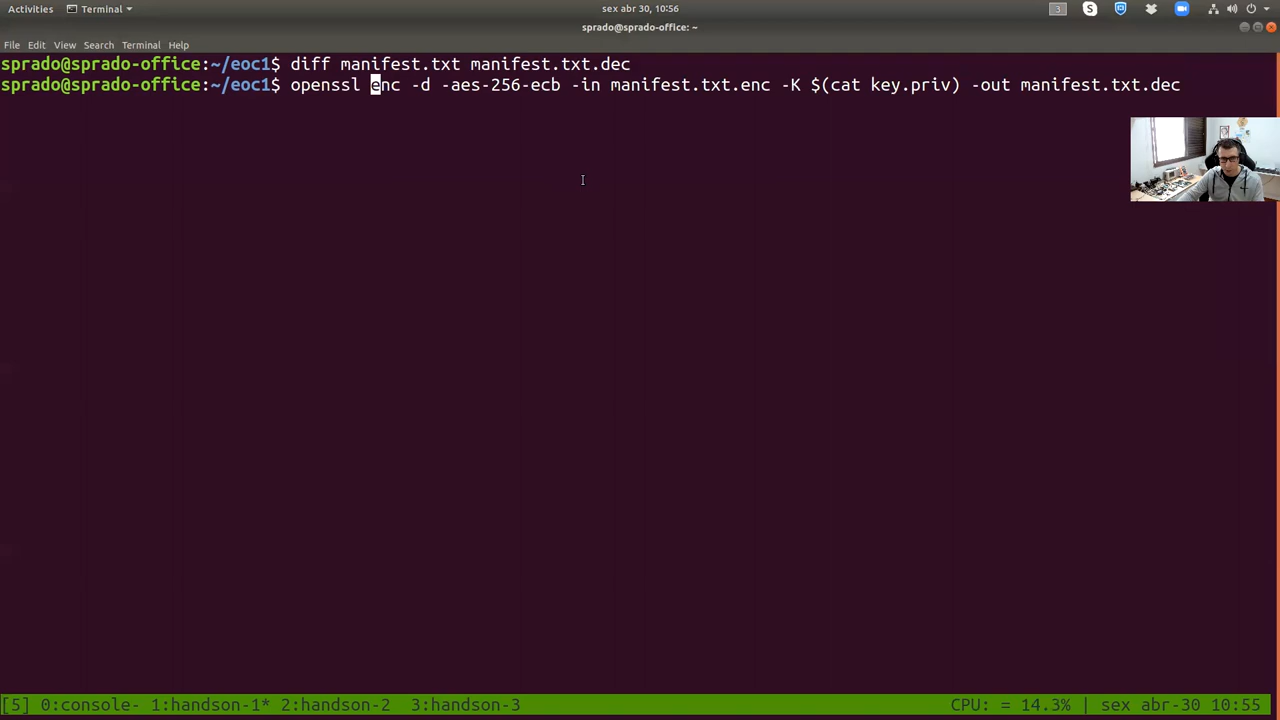 Activities Terminal sex abr 30, 10:56 3 S
sprado@sprado-office: ~
File Edit View Search Terminal Help
sprado@sprado-office:~/eoc1$ diff manifest.txt manifest.txt.dec
sprado@sprado-office:~/eoc1$ openssl enc -d -aes-256-ecb -in manifest.txt.enc -K $(cat key.priv) -out manifest.txt.dec
[5] 0:console- 1:handson-1* 2:handson-2 3:handson-3 CPU: = 14.3% | sex abr-30 10:55